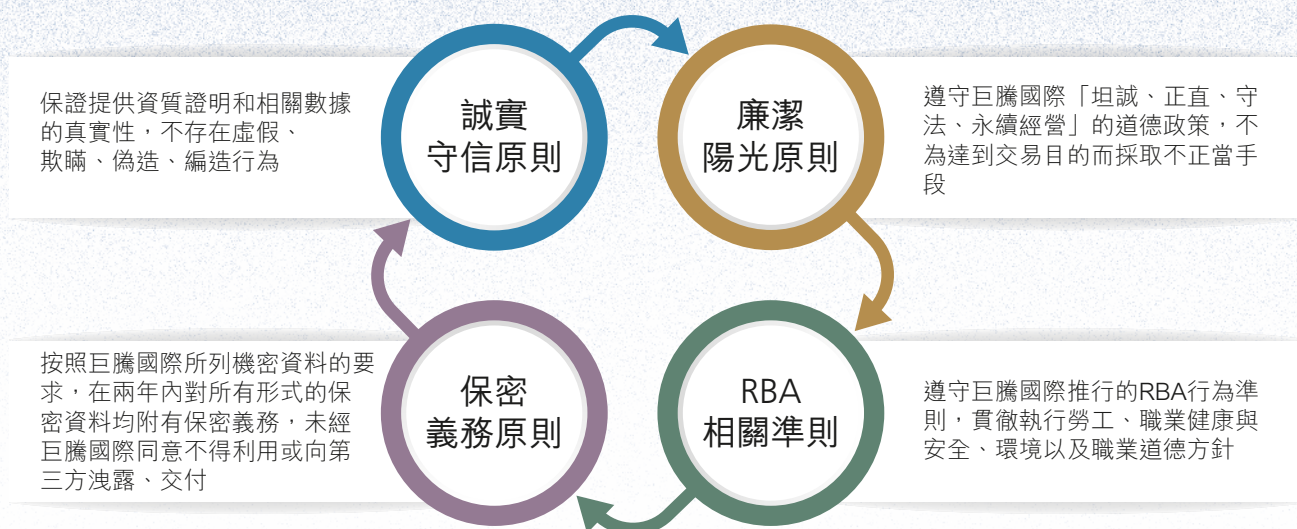 保證提供資質證明和相關數據
的真實性，不存在虛假、
欺瞞、偽造、編造行為
誠實
守信原則
廉潔
陽光原則
遵守巨騰國際「坦誠、正直、守
法、永續經營」的道德政策，不
為達到交易目的而採取不正當手
段
按照巨騰國際所列機密資料的要
求，在兩年內對所有形式的保
密資料均附有保密義務，未經
巨騰國際同意不得利用或向第
三方洩露、交付
保密
義務原則
RBA
相關準則
遵守巨騰國際推行的RBA行為準
則，貫徹執行勞工、職業健康與
安全、環境以及職業道德方針